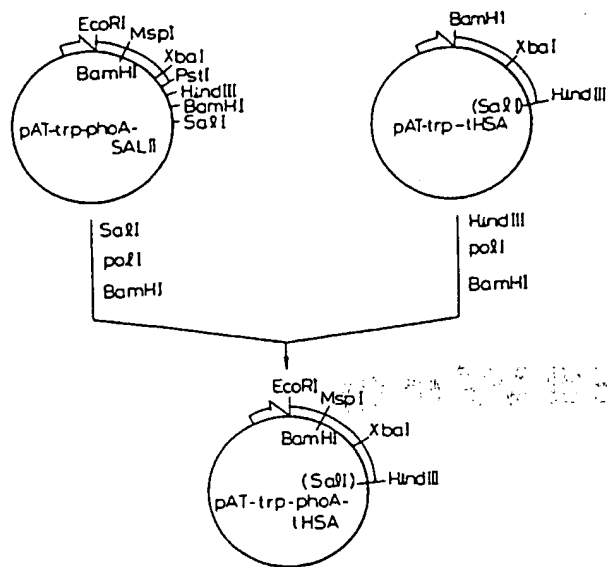 EcoRI
MspI
XbaI
BamHI
PstI
HindIII
BamHI
SalI
pAT-trp-phoA-
SALII
BamHI
XbaI
(SalI)
HindIII
pAT-trp-tHSA
SalI
polI
BamHI
HindIII
polI
BamHI
EcoRI
MspI
BamHI
XbaI
(SalI)
HindIII
pAT-trp-phoA-
tHSA